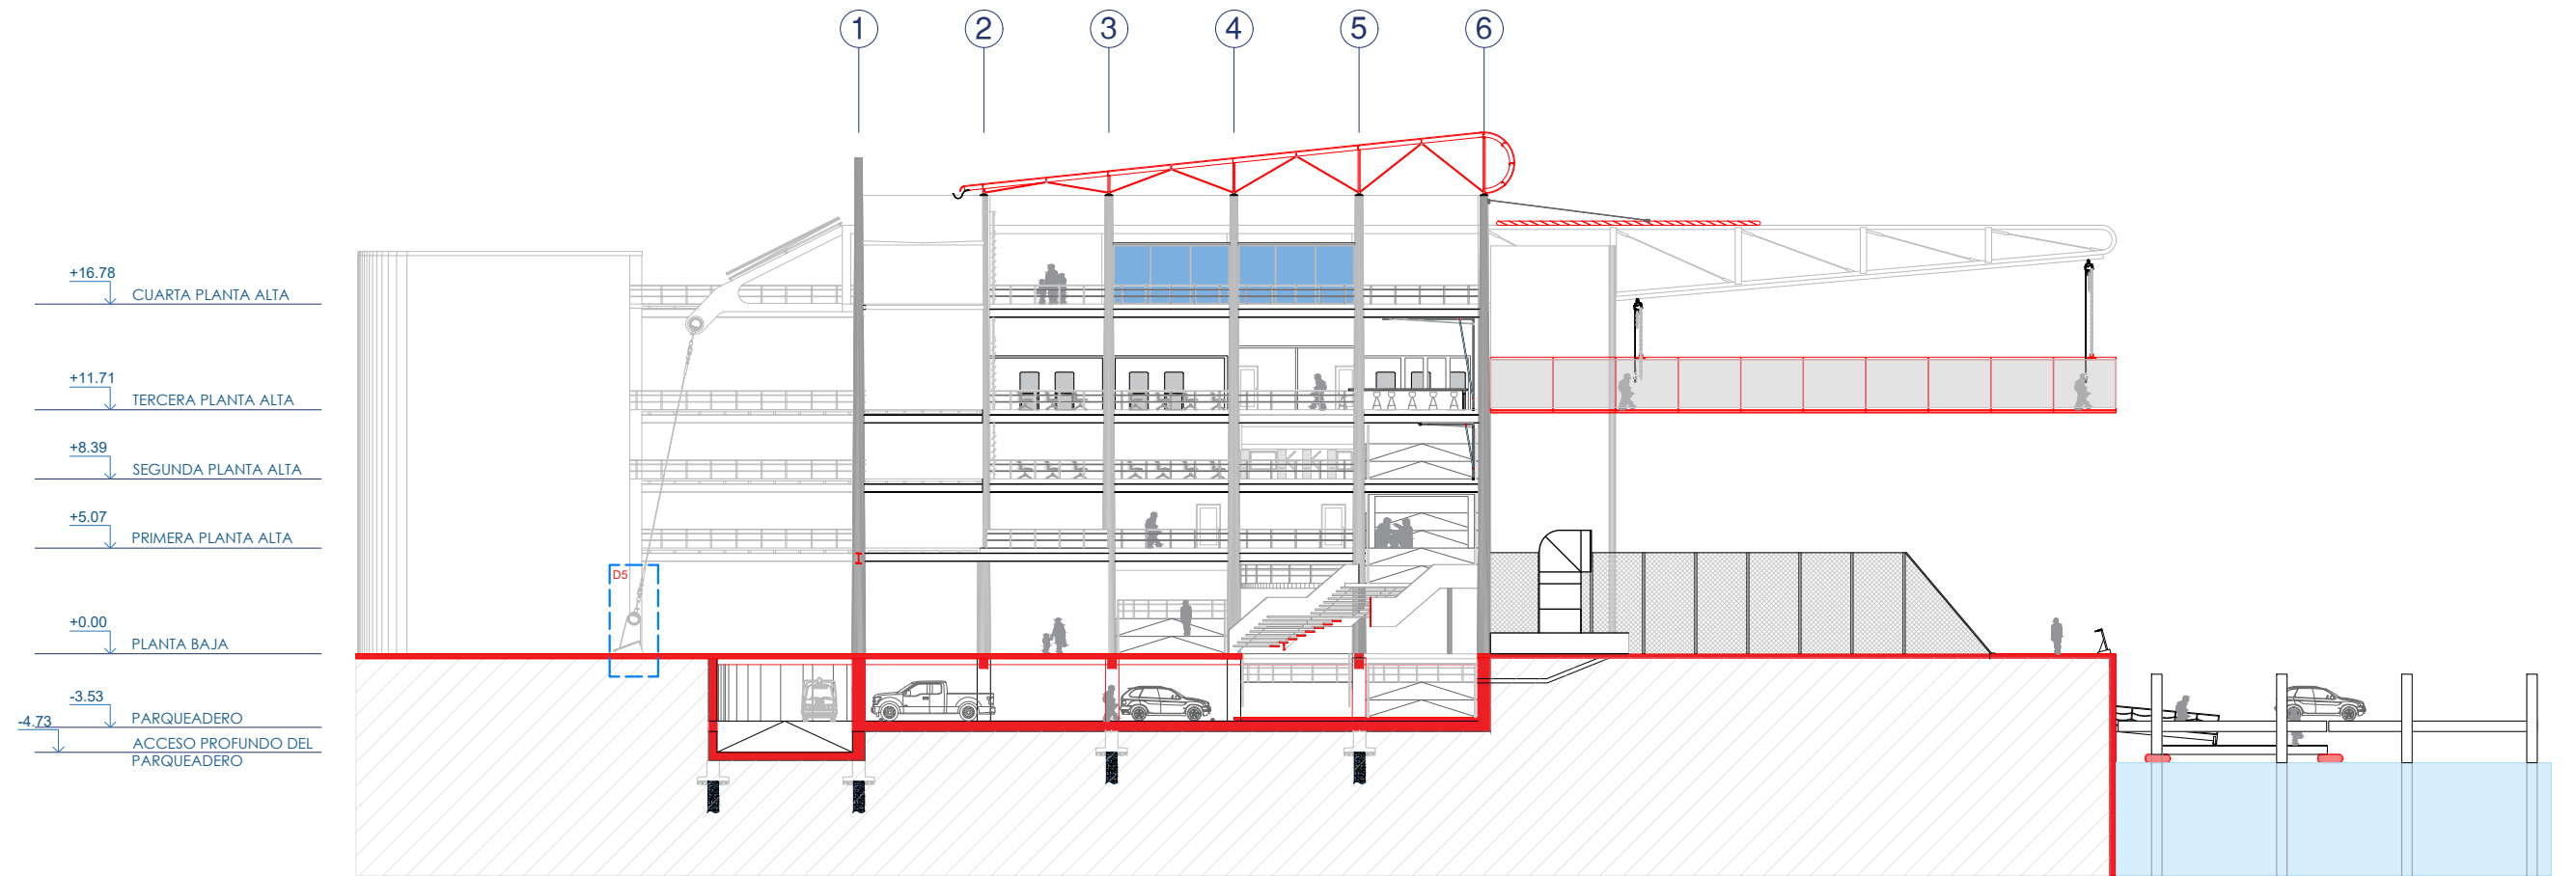 1 2 3 4 5 6
+16.78
CUARTA PLANTA ALTA
+11.71
TERCERA PLANTA ALTA
+8.39
SEGUNDA PLANTA ALTA
+5.07
PRIMERA PLANTA ALTA
D5
+0.00
PLANTA BAJA
-3.53
PARQUEADERO
-4.73
ACCESO PROFUNDO DEL
PARQUEADERO